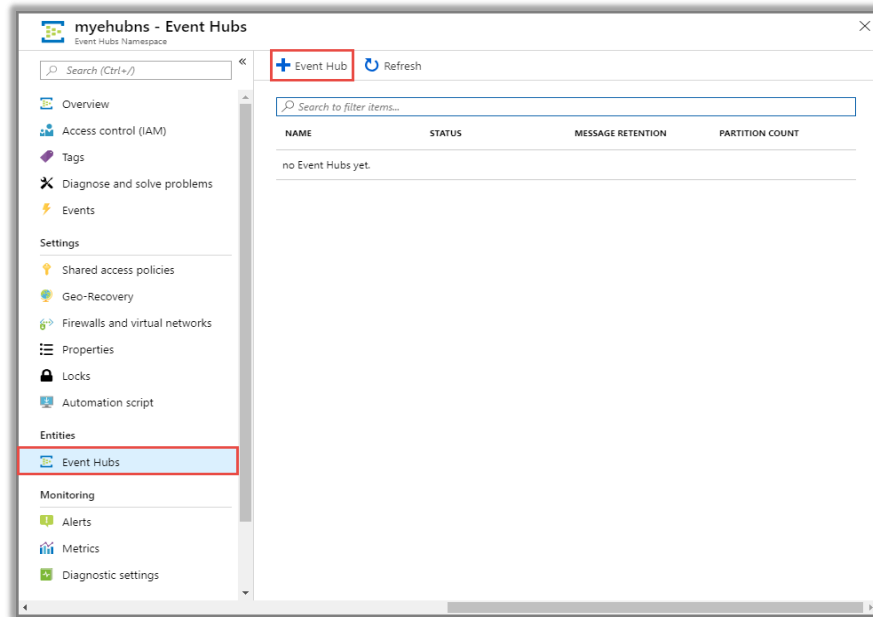 myehubns - Event Hubs
Event Hubs Namespace
Search (Ctrl+/)
Overview
Access control (IAM)
Tags
Diagnose and solve problems
Events
Settings
Shared access policies
Geo-Recovery
Firewalls and virtual networks
Properties
Locks
Automation script
Entities
Event Hubs
Monitoring
Alerts
Metrics
Diagnostic settings
Event Hub Refresh
Search to filter items...
NAME STATUS MESSAGE RETENTION PARTITION COUNT
no Event Hubs yet.